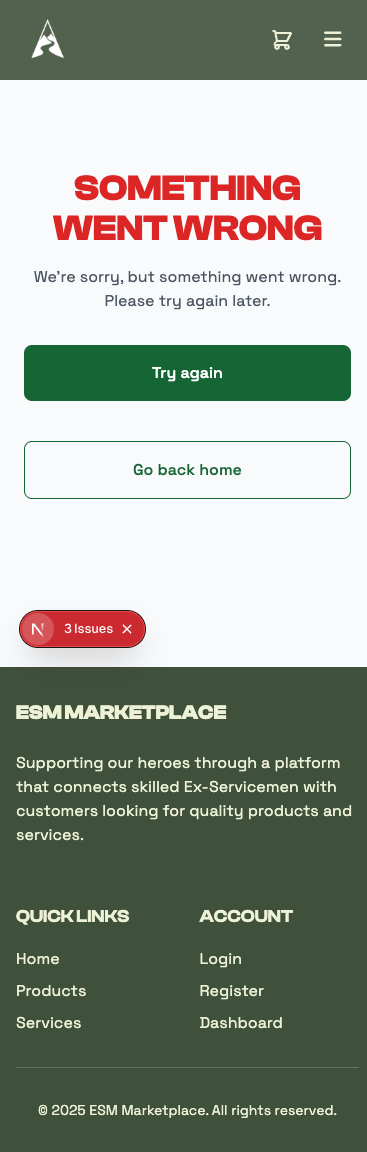 SOMETHING
WENT WRONG
We're sorry, but something went wrong.
Please try again later.
Try again
Go back home
N 3 Issues
ESM MARKETPLACE
Supporting our heroes through a platform
that connects skilled Ex-Servicemen with
customers looking for quality products and
services.
QUICK LINKS
ACCOUNT
Home
Login
Products
Register
Services
Dashboard
© 2025 ESM Marketplace. All rights reserved.